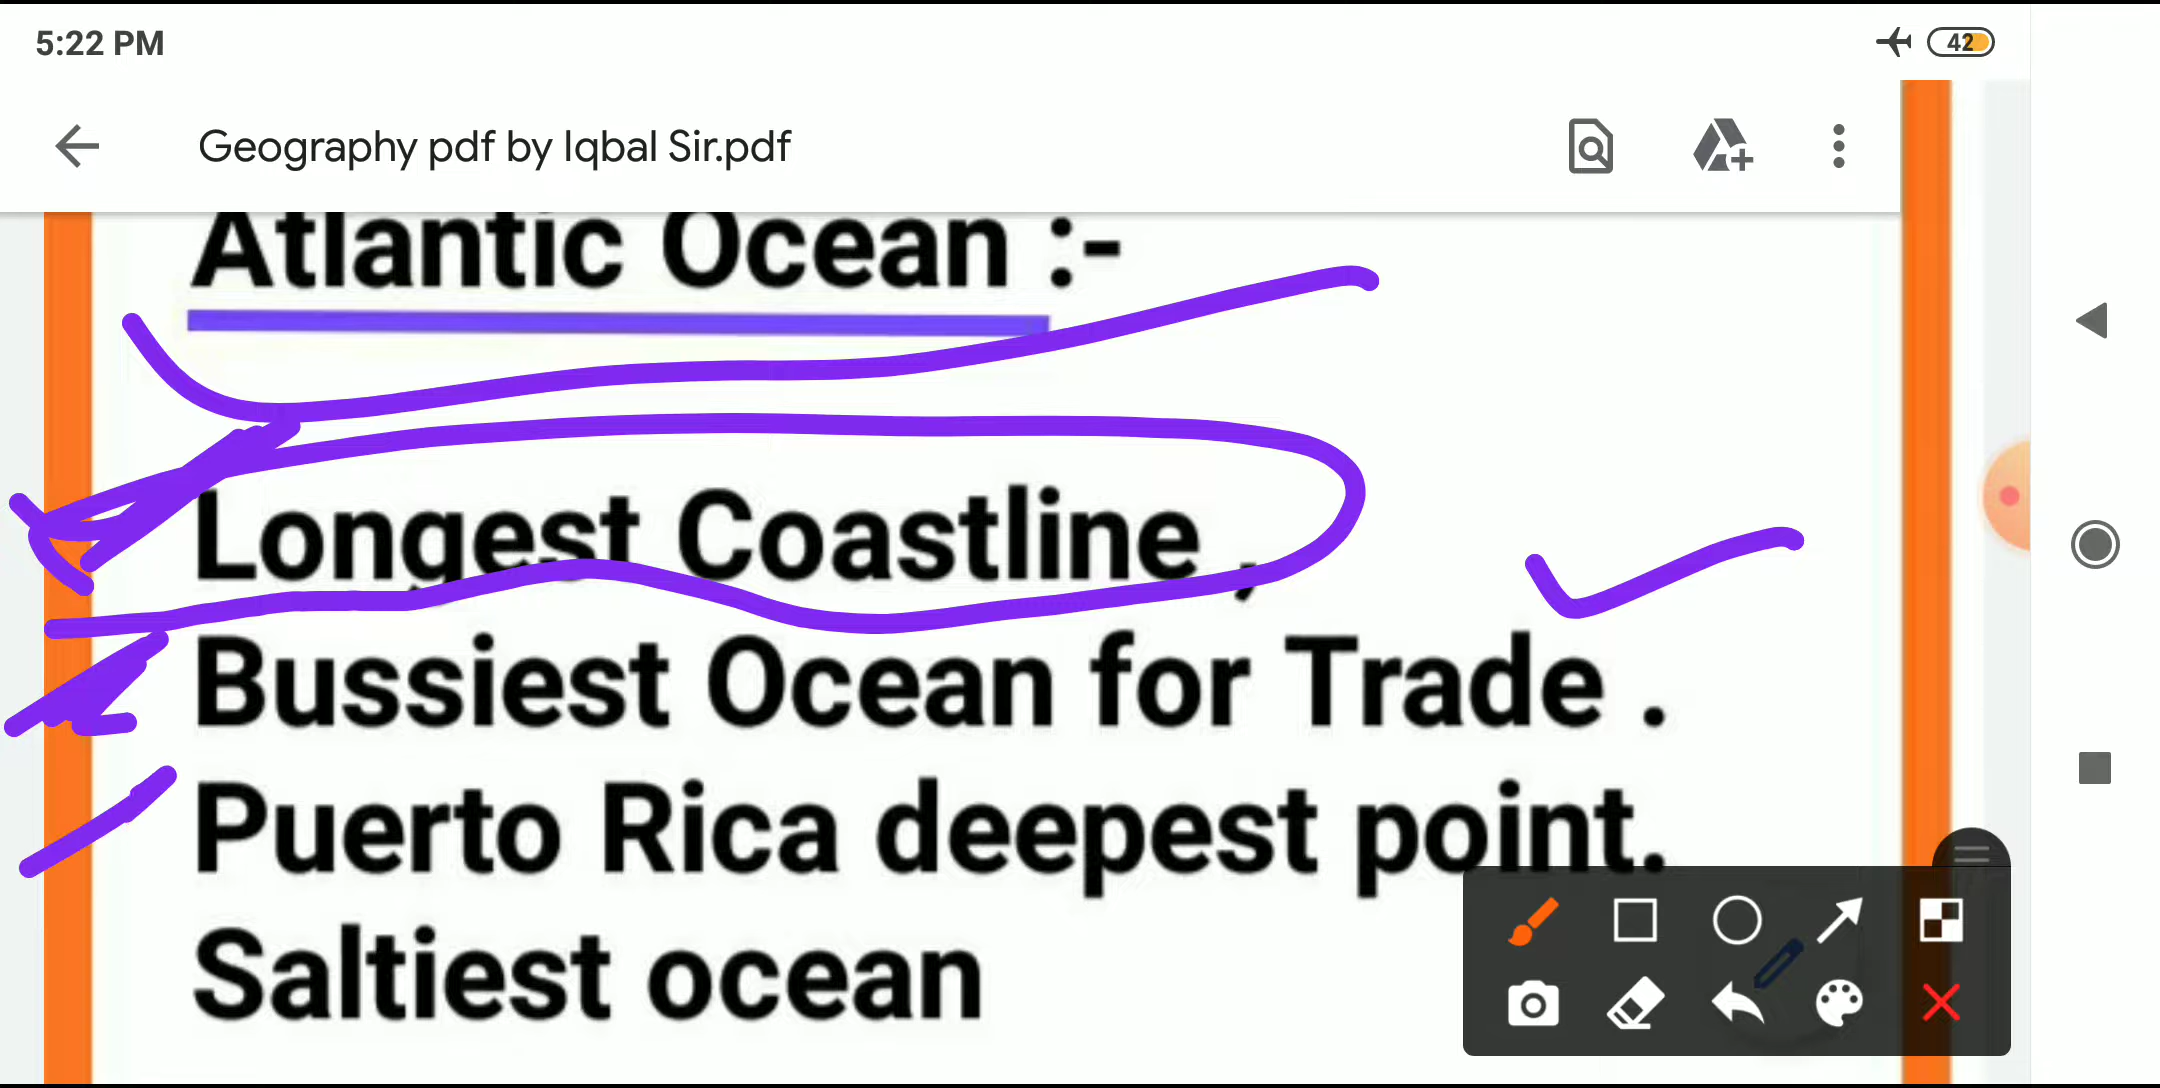 5:22 PM
42
Geography pdf by Iqbal Sir.pdf
Atlantic Ocean :-
Longest Coastline ,
Bussiest Ocean for Trade .
Puerto Rica deepest point.
Saltiest ocean